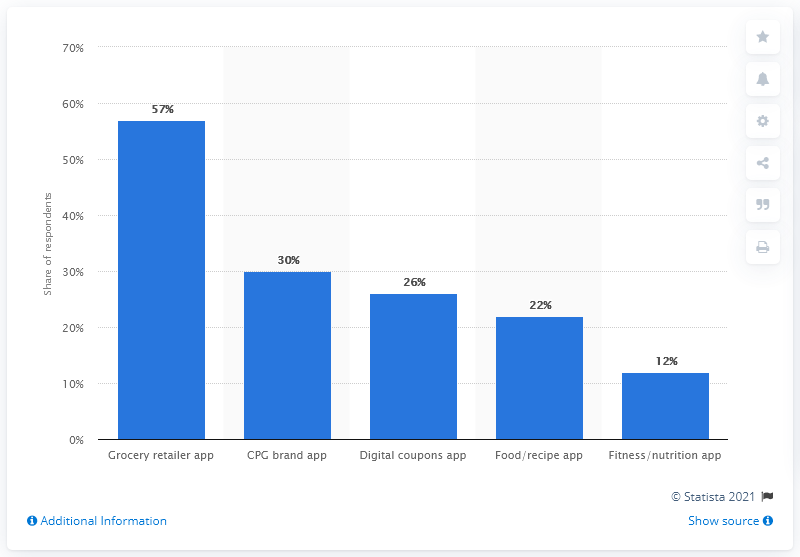 70%
60%
50%
40%
30%
20%
10%
0%
Share of respondents
57%
30%
26%
22%
12%
Grocery retailer app
CPG brand app
Digital coupons app
Food/recipe app
Fitness/nutrition app
© Statista 2021
Additional Information
Show source